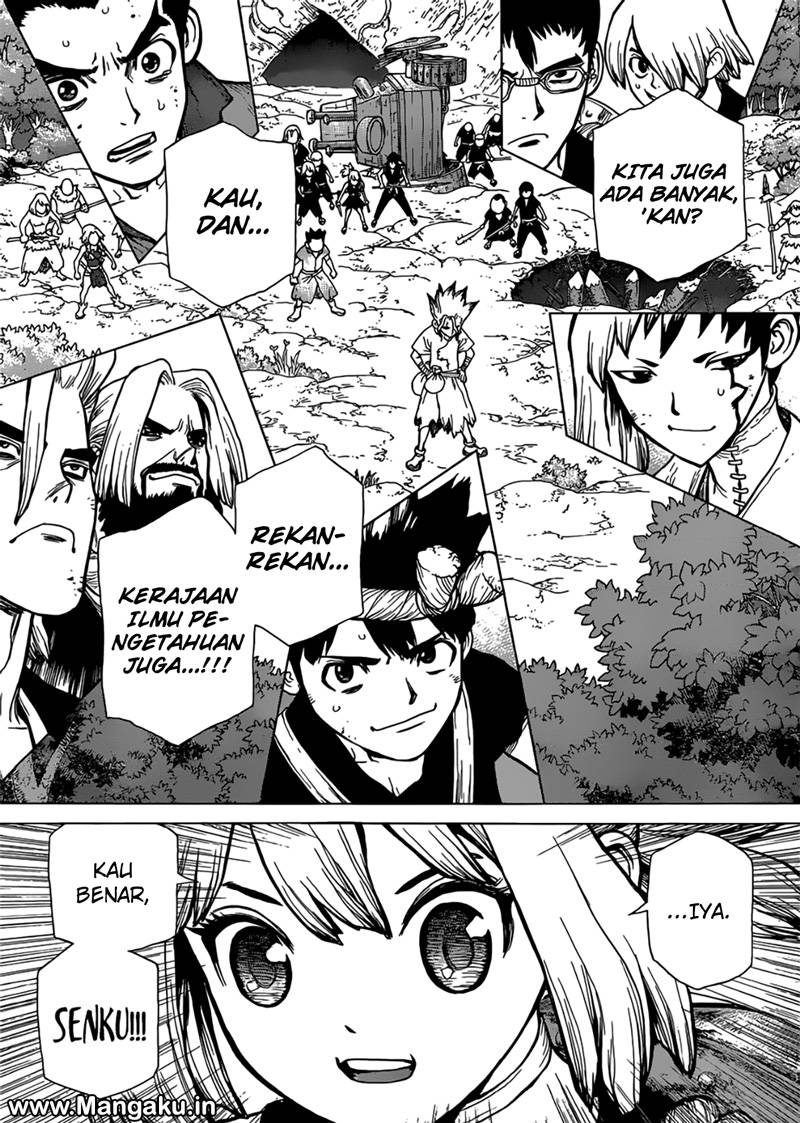 KITA JUGA
ADA BANYAK,
'KAN?
KAU,
DAN...
REKAN-
REKAN...
KERAJAAN
ILMU PE-
NGETAHUAN
JUGA...!!!
...IYA.
KAU
BENAR,
SENKU!!!
www.Mangaku.in